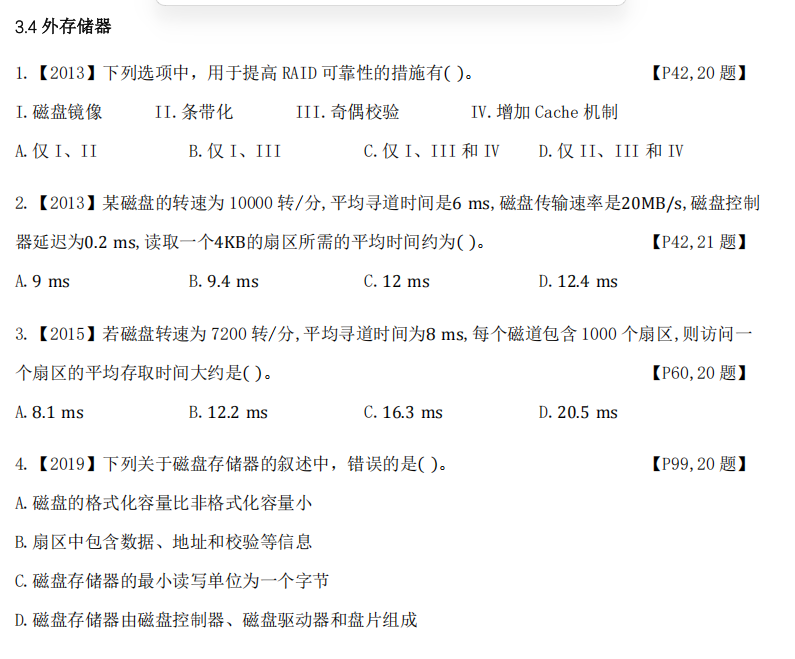 3.4 外存储器
1.【2013】下列选项中，用于提高 RAID 可靠性的措施有( )。 【P42,20 题】
I.磁盘镜像 II.条带化 III.奇偶校验 IV.增加 Cache 机制
A.仅 I、II B.仅 I、III C.仅 I、III 和 IV D.仅 II、III 和 IV
2.【2013】某磁盘的转速为 10000 转/分,平均寻道时间是6 ms,磁盘传输速率是20MB/s,磁盘控制
器延迟为0.2 ms,读取一个4KB的扇区所需的平均时间约为( )。 【P42,21 题】
A.9 ms B.9.4 ms C.12 ms D.12.4 ms
3.【2015】若磁盘转速为 7200 转/分,平均寻道时间为8 ms,每个磁道包含 1000 个扇区,则访问一
个扇区的平均存取时间大约是( )。 【P60,20 题】
A.8.1 ms B.12.2 ms C.16.3 ms D.20.5 ms
4.【2019】下列关于磁盘存储器的叙述中，错误的是( )。 【P99,20 题】
A.磁盘的格式化容量比非格式化容量小
B.扇区中包含数据、地址和校验等信息
C.磁盘存储器的最小读写单位为一个字节
D.磁盘存储器由磁盘控制器、磁盘驱动器和盘片组成